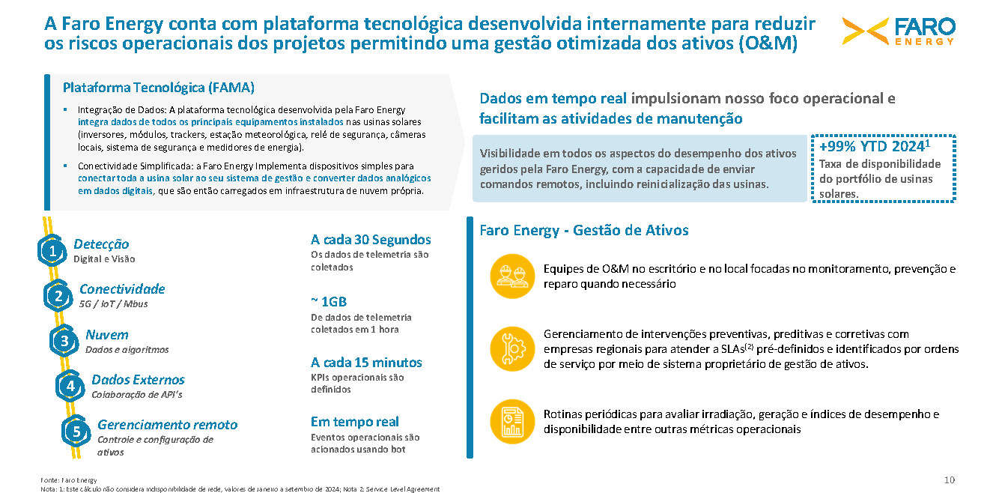 A Faro Energy conta com plataforma tecnológica desenvolvida internamente para reduzir
os riscos operacionais dos projetos permitindo uma gestão otimizada dos ativos (O&M)
FARO
ENERGY
Plataforma Tecnológica (FAMA)
▪ Integração de Dados: A plataforma tecnológica desenvolvida pela Faro Energy
integra dados de todos os principais equipamentos instalados nas usinas solares
(inversores, módulos, trackers, estação meteorológica, relé de segurança, câmeras
locais, sistema de segurança e medidores de energia).
▪ Conectividade Simplificada: a Faro Energy Implementa dispositivos simples para
conectar toda a usina solar ao seu sistema de gestão e converter dados analógicos
em dados digitais, que são então carregados em infraestrutura de nuvem própria.
Dados em tempo real impulsionam nosso foco operacional e
facilitam as atividades de manutenção
Visibilidade em todos os aspectos do desempenho dos ativos
geridos pela Faro Energy, com a capacidade de enviar
comandos remotos, incluindo reinicialização das usinas.
+99% YTD 2024¹
Taxa de disponibilidade
do portfólio de usinas
solares.
1
Detecção
Digital e Visão
2
Conectividade
5G / IoT / Mbus
3
Nuvem
Dados e algoritmos
4
Dados Externos
Colaboração de API's
5
Gerenciamento remoto
Controle e configuração de
ativos
A cada 30 Segundos
Os dados de telemetria são
coletados
~ 1GB
De dados de telemetria
coletados em 1 hora
A cada 15 minutos
KPIs operacionais são
definidos
Em tempo real
Eventos operacionais são
acionados usando bot
Faro Energy - Gestão de Ativos
Equipes de O&M no escritório e no local focadas no monitoramento, prevenção e
reparo quando necessário
Gerenciamento de intervenções preventivas, preditivas e corretivas com
empresas regionais para atender a SLAs⁽²⁾ pré-definidos e identificados por ordens
de serviço por meio de sistema proprietário de gestão de ativos.
Rotinas periódicas para avaliar irradiação, geração e índices de desempenho e
disponibilidade entre outras métricas operacionais
Fonte: Faro Energy
Nota: 1: Este cálculo não considera indisponibilidade de rede, valores de Janeiro a setembro de 2024; Nota 2: Service Level Agreement
10